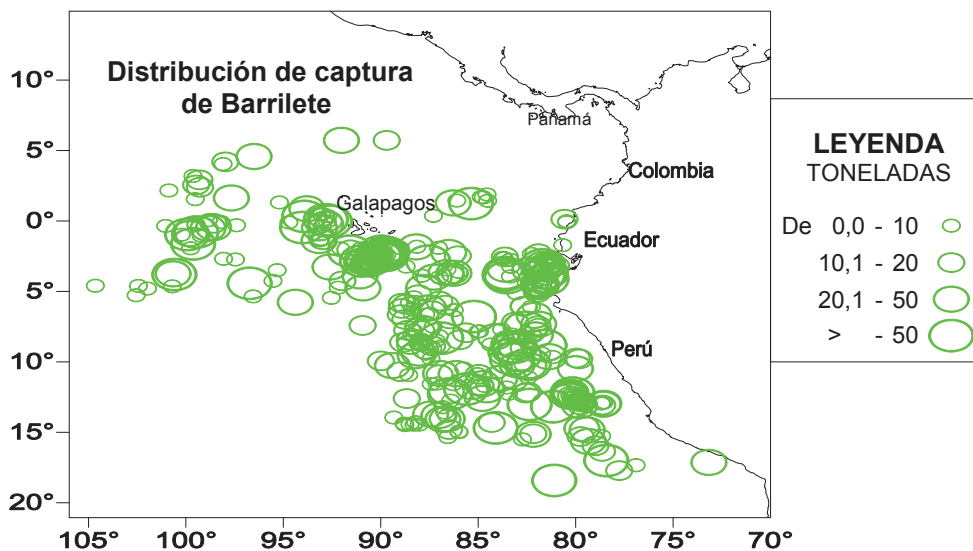 Distribución de captura
de Barrilete
10°
5°
0°
5°
10°
15°
20°
105°
100°
95°
90°
85°
80°
75°
70°
Panamá
Colombia
Galapagos
Ecuador
Perú
LEYENDA
TONELADAS
De 0,0 - 10
10,1 - 20
20,1 - 50
> - 50